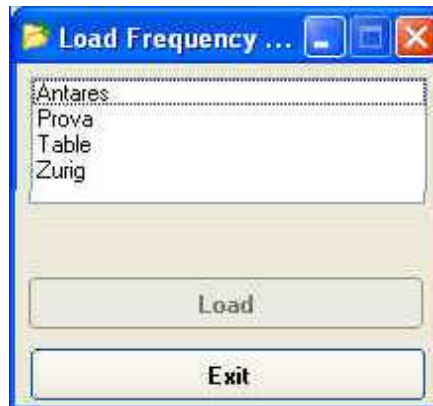 Load Frequency ...
Antares
Prova
Table
Zurig
Load
Exit